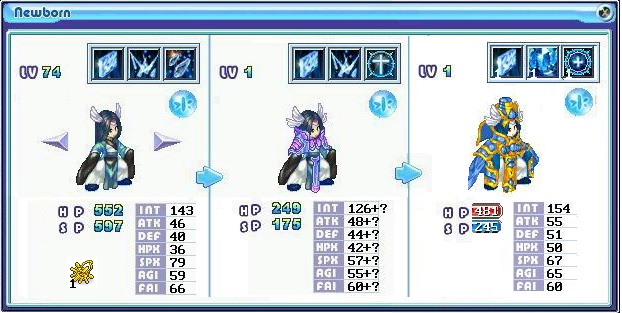 Newborn
LV 74
HP 552
SP 597
INT 143
ATK 46
DEF 40
HPX 36
SPX 79
AGI 59
FAI 66
1
LV 1
HP 249
SP 175
INT 126+?
ATK 48+?
DEF 44+?
HPX 42+?
SPX 57+?
AGI 55+?
FAI 60+?
LV 1
HP 481
SP 245
INT 154
ATK 55
DEF 51
HPX 50
SPX 67
AGI 65
FAI 60